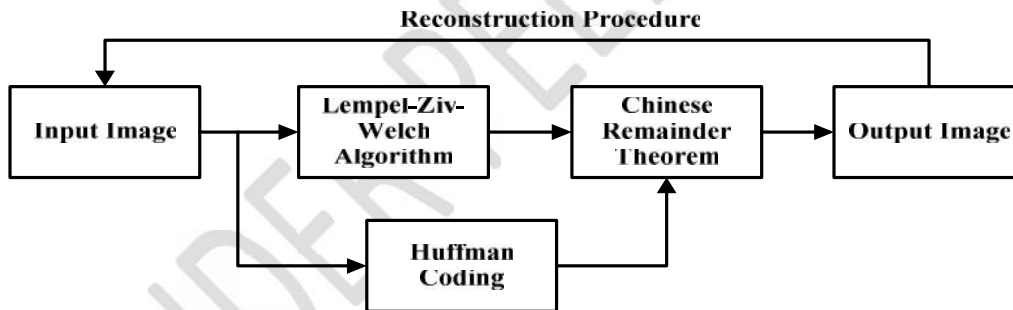 Reconstruction Procedure
Input Image
Lempel-Ziv-
Welch
Algorithm
Chinese
Remainder
Theorem
Output Image
Huffman
Coding